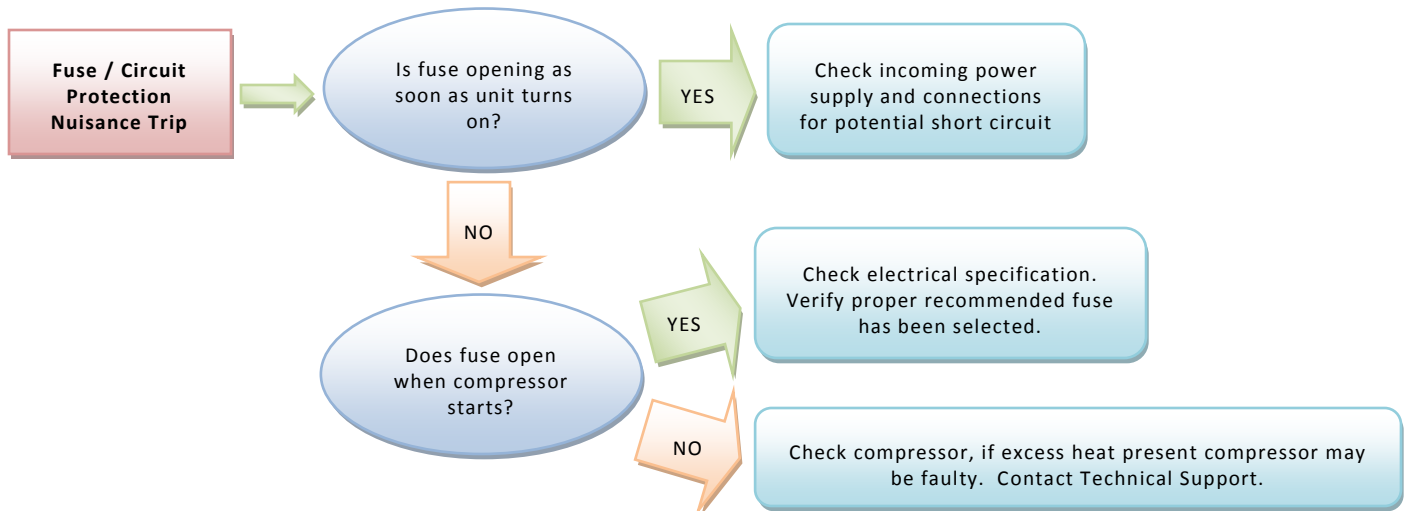 Fuse / Circuit
Protection
Nuisance Trip
Is fuse opening as
soon as unit turns
on?
YES
Check incoming power
supply and connections
for potential short circuit
NO
Does fuse open
when compressor
starts?
YES
Check electrical specification.
Verify proper recommended fuse
has been selected.
NO
Check compressor, if excess heat present compressor may
be faulty.  Contact Technical Support.